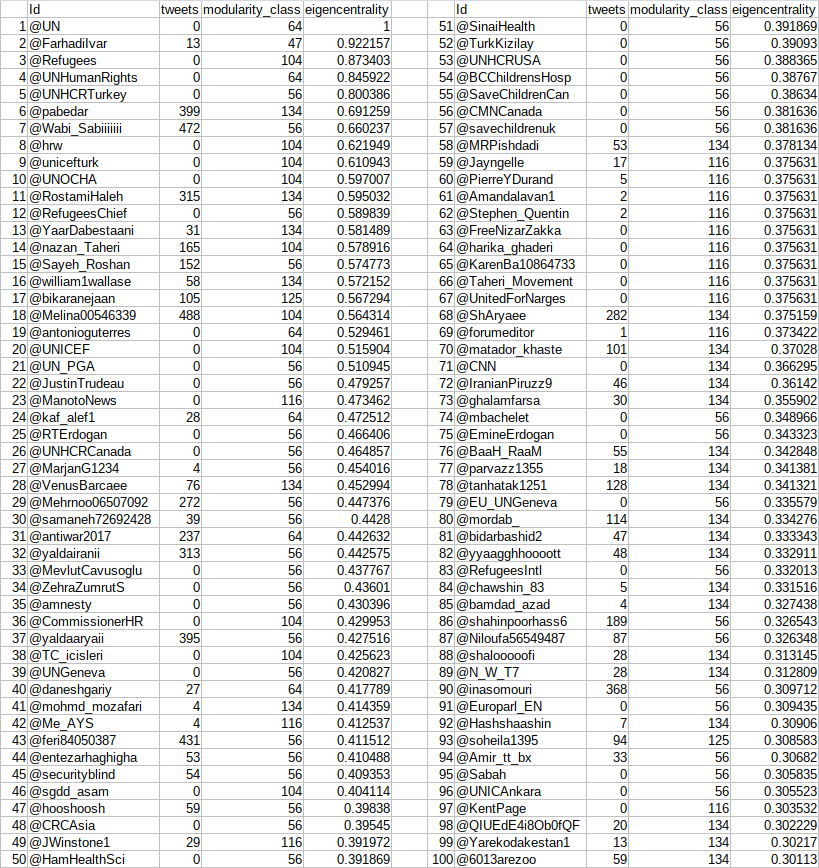 Id tweets modularity_class eigencentrality Id tweets modularity_class eigencentrality
1 @UN 0 64 1 51 @SinaiHealth 0 56 0.391869
2 @FarhadiIvar 13 47 0.922157 52 @TurkKizilay 0 56 0.39093
3 @Refugees 0 104 0.873403 53 @UNHCRUSA 0 56 0.388365
4 @UNHumanRights 0 64 0.845922 54 @BCChildrensHosp 0 56 0.38767
5 @UNHCRTurkey 0 56 0.800386 55 @SaveChildrenCan 0 56 0.38634
6 @pabedar 399 134 0.691259 56 @CMNCanada 0 56 0.381636
7 @Wabi_Sabiiiiiii 472 56 0.660237 57 @savechildrenuk 0 56 0.381636
8 @hrw 0 104 0.621949 58 @MRPishdadi 53 134 0.378134
9 @unicefturk 0 104 0.610943 59 @Jayngelle 17 116 0.375631
10 @UNOCHA 0 104 0.597007 60 @PierreYDurand 5 116 0.375631
11 @RostamiHaleh 315 134 0.595032 61 @Amandalavan1 2 116 0.375631
12 @RefugeesChief 0 56 0.589839 62 @Stephen_Quentin 2 116 0.375631
13 @YaarDabestaani 31 134 0.581489 63 @FreeNizarZakka 0 116 0.375631
14 @nazan_Taheri 165 104 0.578916 64 @harika_ghaderi 0 116 0.375631
15 @Sayeh_Roshan 152 56 0.574773 65 @KarenBa10864733 0 116 0.375631
16 @william1wallase 58 134 0.572152 66 @Taheri_Movement 0 116 0.375631
17 @bikaranejaan 105 125 0.567294 67 @UnitedForNarges 0 116 0.375631
18 @Melina00546339 488 104 0.564314 68 @ShAryaee 282 134 0.375159
19 @antonioguterres 0 64 0.529461 69 @forumeditor 1 116 0.373422
20 @UNICEF 0 104 0.515904 70 @matador_khaste 101 134 0.37028
21 @UN_PGA 0 56 0.510945 71 @CNN 0 134 0.366295
22 @JustinTrudeau 0 56 0.479257 72 @IranianPiruzz9 46 134 0.36142
23 @ManotoNews 0 116 0.473462 73 @ghalamfarsa 30 134 0.355902
24 @kaf_alef1 28 64 0.472512 74 @mbachelet 0 56 0.348966
25 @RTErdogan 0 56 0.466406 75 @EmineErdogan 0 56 0.343323
26 @UNHCRCanada 0 56 0.464857 76 @BaaH_RaaM 55 134 0.342848
27 @MarjanG1234 4 56 0.454016 77 @parvazz1355 18 134 0.341381
28 @VenusBarcaee 76 134 0.452994 78 @tanhatak1251 128 134 0.341321
29 @Mehrnoo06507092 272 56 0.447376 79 @EU_UNGeneva 0 56 0.335579
30 @samaneh72692428 39 56 0.4428 80 @mordab_ 114 134 0.334276
31 @antiwar2017 237 64 0.442632 81 @bidarbashid2 47 134 0.333343
32 @yaldairanii 313 56 0.442575 82 @yyaagghhoooott 48 134 0.332911
33 @MevlutCavusoglu 0 56 0.437767 83 @RefugeesIntl 0 56 0.332013
34 @ZehraZumrutS 0 56 0.43601 84 @chawshin_83 5 134 0.331516
35 @amnesty 0 56 0.430396 85 @bamdad_azad 4 134 0.327438
36 @CommissionerHR 0 104 0.429953 86 @shahinpoorhass6 189 56 0.326543
37 @yaldaaryaii 395 56 0.427516 87 @Niloufa56549487 87 56 0.326348
38 @TC_icisleri 0 104 0.425623 88 @shalooooofi 28 134 0.313145
39 @UNGeneva 0 56 0.420827 89 @N_W_T7 28 134 0.312809
40 @daneshgariy 27 64 0.417789 90 @inasomouri 368 56 0.309712
41 @mohmd_mozafari 4 134 0.414359 91 @Europarl_EN 0 56 0.309435
42 @Me_AYS 4 116 0.412537 92 @Hashshaashin 7 134 0.30906
43 @feri84050387 431 56 0.411512 93 @soheila1395 94 125 0.308583
44 @entezarhaghigha 53 56 0.410488 94 @Amir_tt_bx 33 56 0.30682
45 @securityblind 54 56 0.409353 95 @Sabah 0 56 0.305835
46 @sgdd_asam 0 104 0.404114 96 @UNICAnkara 0 56 0.305523
47 @hooshoosh 59 56 0.39838 97 @KentPage 0 116 0.303532
48 @CRCAsia 0 56 0.39545 98 @QIUEdE4i8Ob0fQF 20 134 0.302229
49 @JWinstone1 29 116 0.391972 99 @Yarekodakestan1 13 134 0.30217
50 @HamHealthSci 0 56 0.391869 100 @6013arezoo 59 134 0.30113